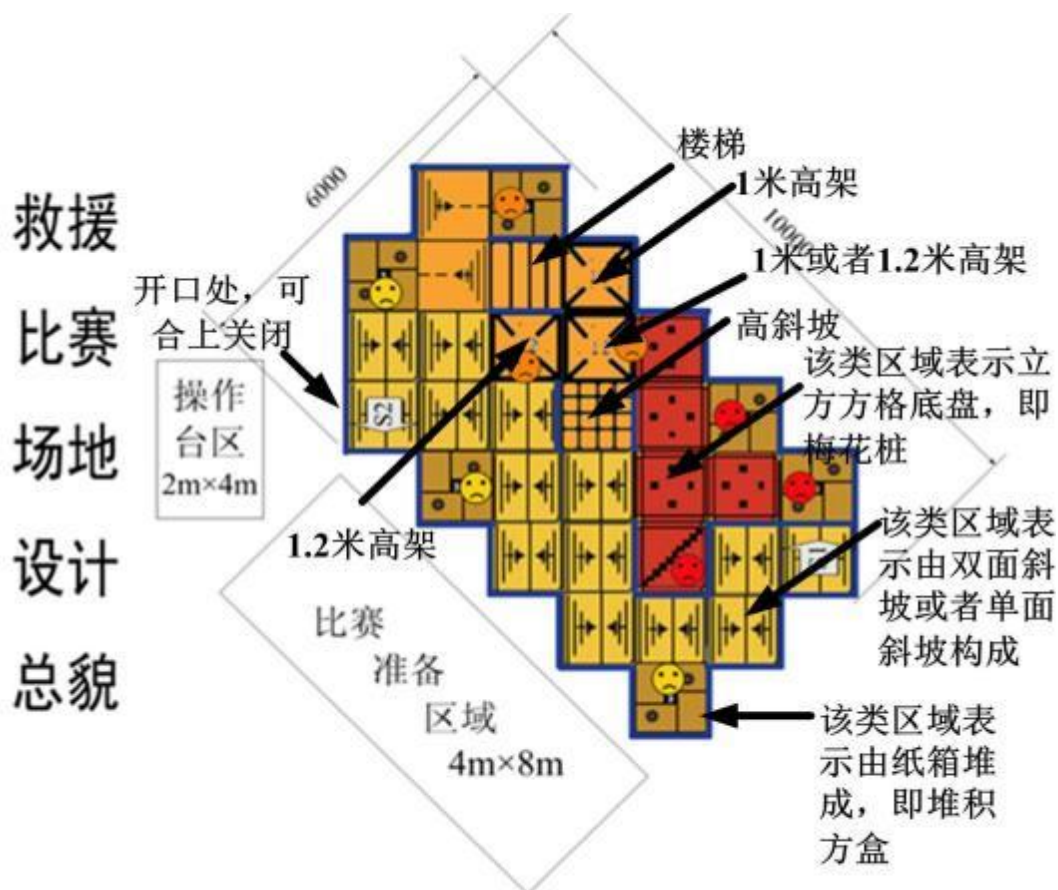 救援
比赛
场地
设计
总貌
6000
10000
楼梯
1米高架
1米或者1.2米高架
高斜坡
开口处，可
合上关闭
该类区域表示立
方方格底盘，即
梅花桩
操作
台区
2m×4m
S2
1.2米高架
该类区域表
示由双面斜
坡或者单面
斜坡构成
比赛
准备
区域
4m×8m
该类区域表
示由纸箱堆
成，即堆积
方盒